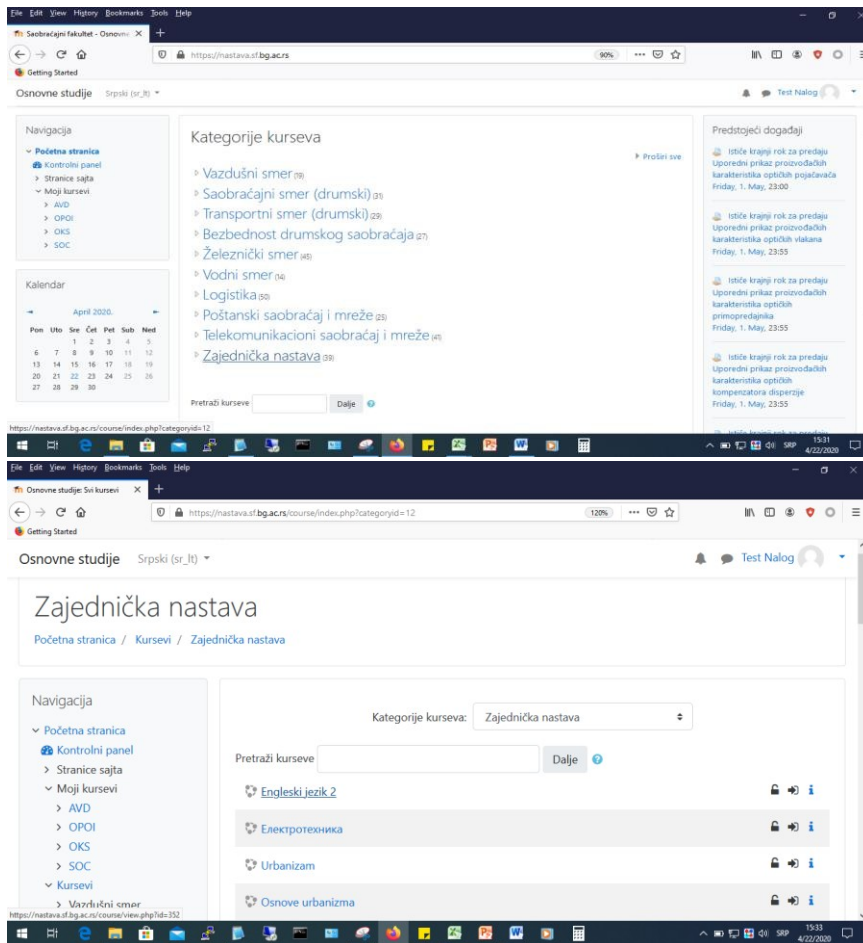 File Edit View History Bookmarks Tools Help
Saobraćajni fakultet - Osnovne
https://nastava.sf.bg.ac.rs
90%
Getting Started
Osnovne studije Srpski (sr_lt)
Test Nalog
Navigacija
Početna stranica
Kontrolni panel
Stranice sajta
Moji kursevi
AVD
OPOI
OKS
SOC
Kalendar
April 2020.
Pon Uto Sre Čet Pet Sub Ned
1 2 3 4 5
6 7 8 9 10 11 12
13 14 15 16 17 18 19
20 21 22 23 24 25 26
27 28 29 30
Kategorije kurseva
Proširi sve
Vazdušni smer (19)
Saobraćajni smer (drumski) (31)
Transportni smer (drumski) (29)
Bezbednost drumskog saobraćaja (27)
Železnički smer (45)
Vodni smer (14)
Logistika (50)
Poštanski saobraćaj i mreže (25)
Telekomunikacioni saobraćaj i mreže (41)
Zajednička nastava (39)
Pretraži kurseve Dalje
Predstojeći događaji
Ističe krajnji rok za predaju
Uporedni prikaz proizvođačkih
karakteristika optičkih pojačavača
Friday, 1. May, 23:00
Ističe krajnji rok za predaju
Uporedni prikaz proizvođačkih
karakteristika optičkih vlakana
Friday, 1. May, 23:55
Ističe krajnji rok za predaju
Uporedni prikaz proizvođačkih
karakteristika optičkih
primopredajnika
Friday, 1. May, 23:55
Ističe krajnji rok za predaju
Uporedni prikaz proizvođačkih
karakteristika optičkih
kompenzatora disperzije
Friday, 1. May, 23:55
https://nastava.sf.bg.ac.rs/course/index.php?categoryid=12
SRP 15:31
4/22/2020
File Edit View History Bookmarks Tools Help
Osnovne studije: Svi kursevi
https://nastava.sf.bg.ac.rs/course/index.php?categoryid=12
120%
Getting Started
Osnovne studije Srpski (sr_lt)
Test Nalog
Zajednička nastava
Početna stranica / Kursevi / Zajednička nastava
Navigacija
Početna stranica
Kontrolni panel
Stranice sajta
Moji kursevi
AVD
OPOI
OKS
SOC
Kursevi
Vazdušni smer
Kategorije kurseva: Zajednička nastava
Pretraži kurseve Dalje
Engleski jezik 2
Електротехника
Urbanizam
Osnove urbanizma
https://nastava.sf.bg.ac.rs/course/view.php?id=352
SRP 15:33
4/22/2020